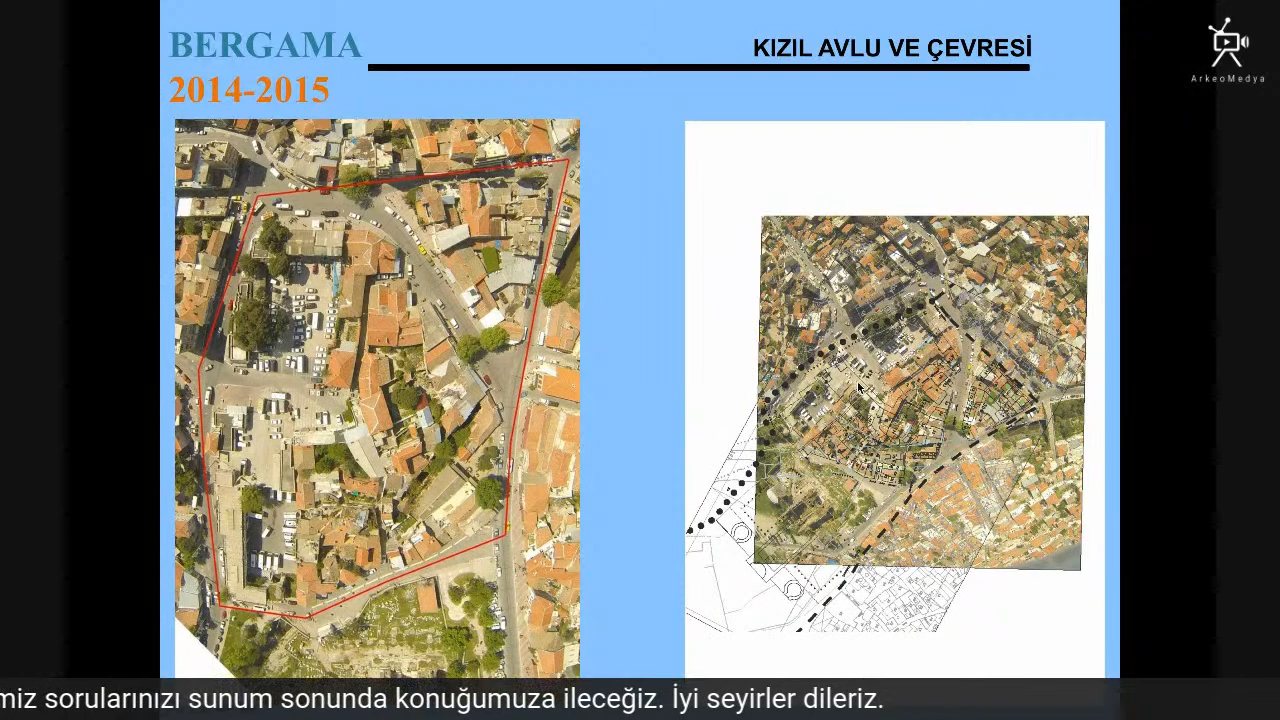 BERGAMA
KIZIL AVLU VE ÇEVRESİ
2014-2015
ArkeoMedya
miz sorularınızı sunum sonunda konuğumuza ileceğiz. İyi seyirler dileriz.